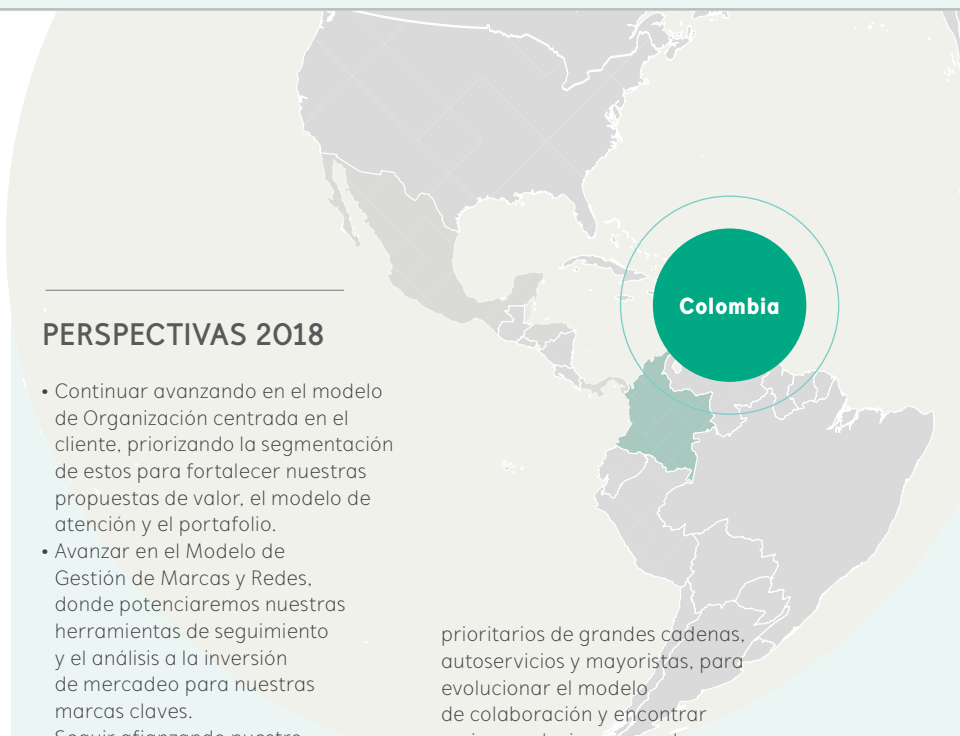 Colombia
PERSPECTIVAS 2018
• Continuar avanzando en el modelo
de Organización centrada en el
cliente, priorizando la segmentación
de estos para fortalecer nuestras
propuestas de valor, el modelo de
atención y el portafolio.
• Avanzar en el Modelo de
Gestión de Marcas y Redes,
donde potenciaremos nuestras
herramientas de seguimiento
y el análisis a la inversión
de mercadeo para nuestras
marcas claves.
prioritarios de grandes cadenas,
autoservicios y mayoristas, para
evolucionar el modelo
de colaboración y encontrar